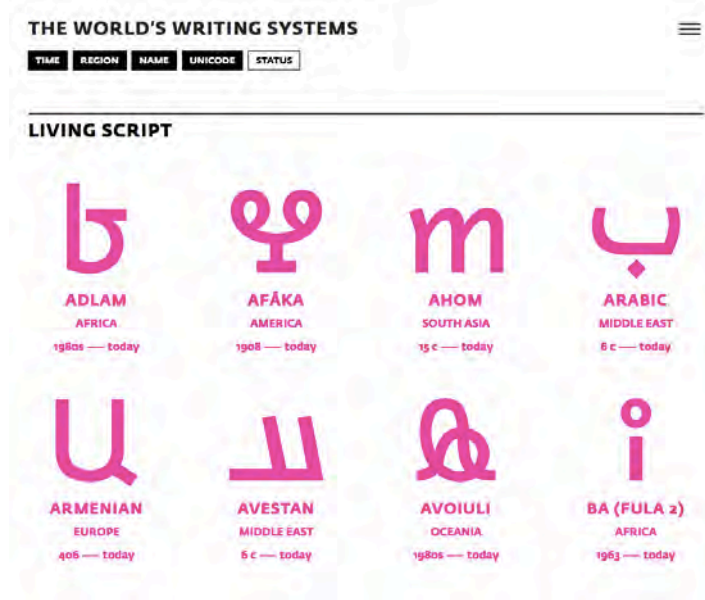 THE WORLD'S WRITING SYSTEMS
TIME REGION NAME UNICODE STATUS
LIVING SCRIPT
ADLAM AFÁKA AHOM ARABIC
AFRICA AMERICA SOUTH ASIA MIDDLE EAST
1980s — today 1908 — today 15 c — today 6 c — today
ARMENIAN AVESTAN AVOIULI BA (FULA 2)
EUROPE MIDDLE EAST OCEANIA AFRICA
406 — today 6 c — today 1980s — today 1963 — today